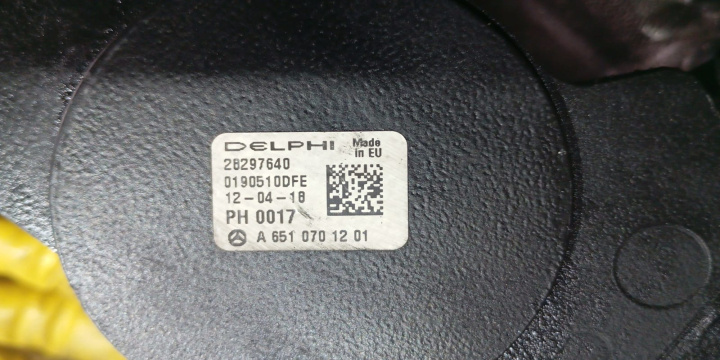 DELPHI Made in EU
28297640
0190510DFE
12-04-18
PH 0017
A 651 070 12 01